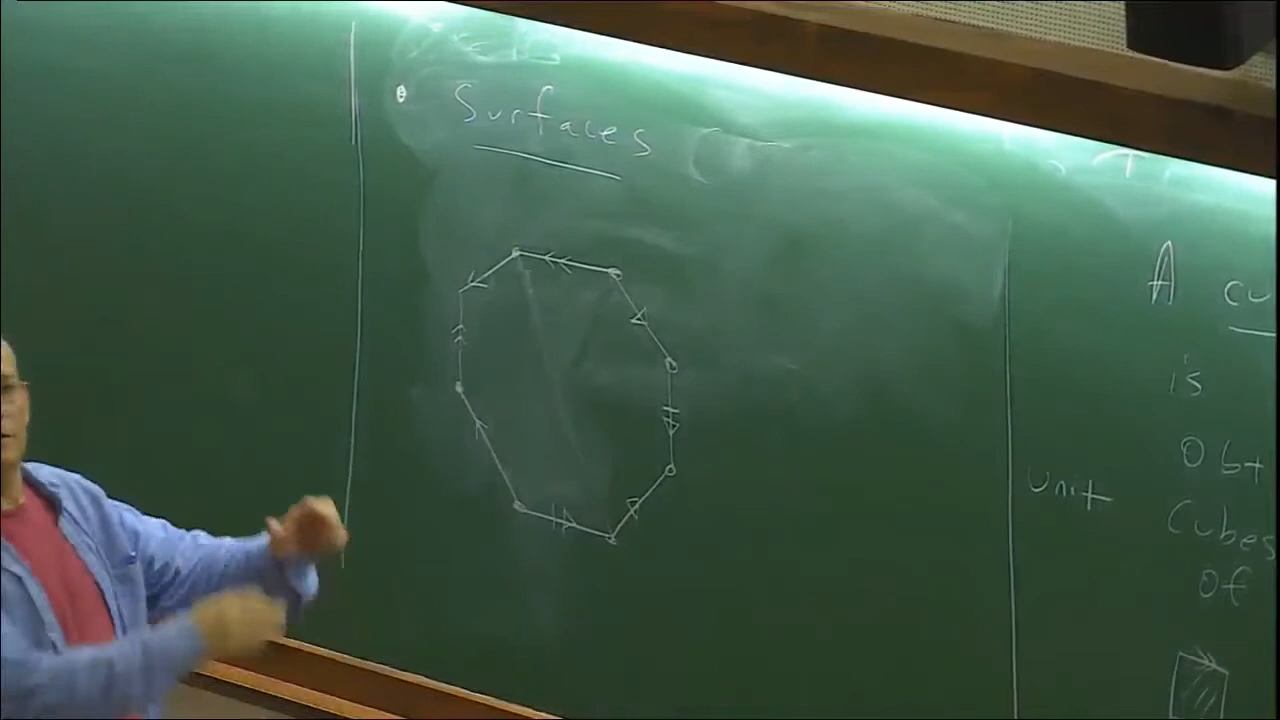 Surfaces
A cu
is
Obt
unit
Cubes
of